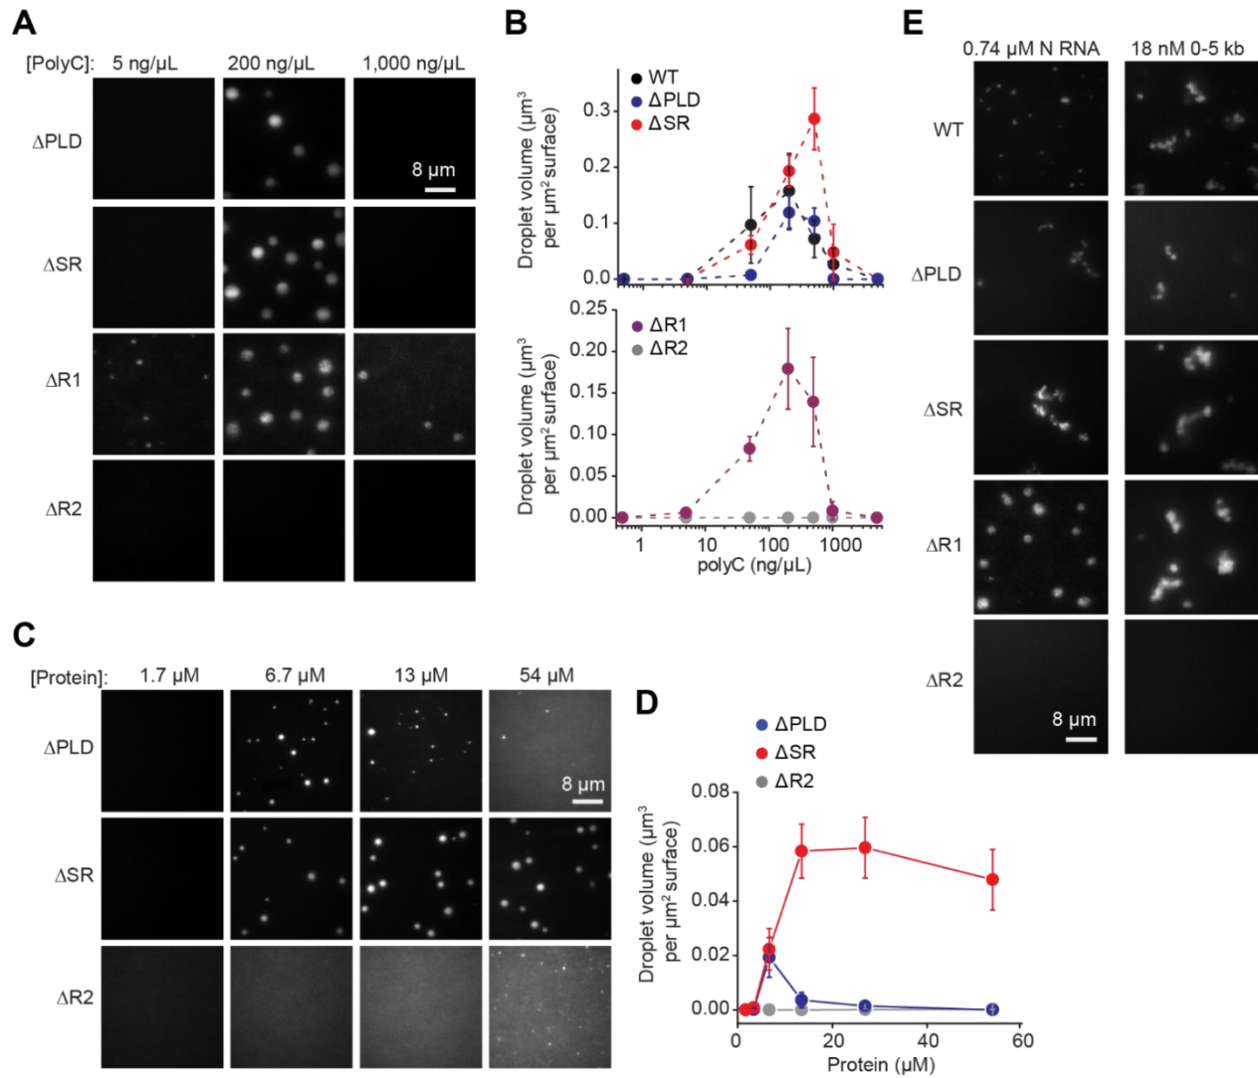 A
[PolyC]: 5 ng/µL 200 ng/µL 1,000 ng/µL
ΔPLD
8 µm
ΔSR
ΔR1
ΔR2
B
WT
ΔPLD
ΔSR
Droplet volume (µm³
per µm² surface)
0.3
0.2
0.1
0.0
ΔR1
ΔR2
Droplet volume (µm³
per µm² surface)
0.25
0.20
0.15
0.10
0.05
0.00
1 10 100 1000
polyC (ng/µL)
C
[Protein]: 1.7 µM 6.7 µM 13 µM 54 µM
ΔPLD
8 µm
ΔSR
ΔR2
D
ΔPLD
ΔSR
ΔR2
Droplet volume (µm³
per µm² surface)
0.08
0.06
0.04
0.02
0.00
0 20 40 60
Protein (µM)
E
0.74 µM N RNA 18 nM 0-5 kb
WT
ΔPLD
ΔSR
ΔR1
ΔR2
8 µm